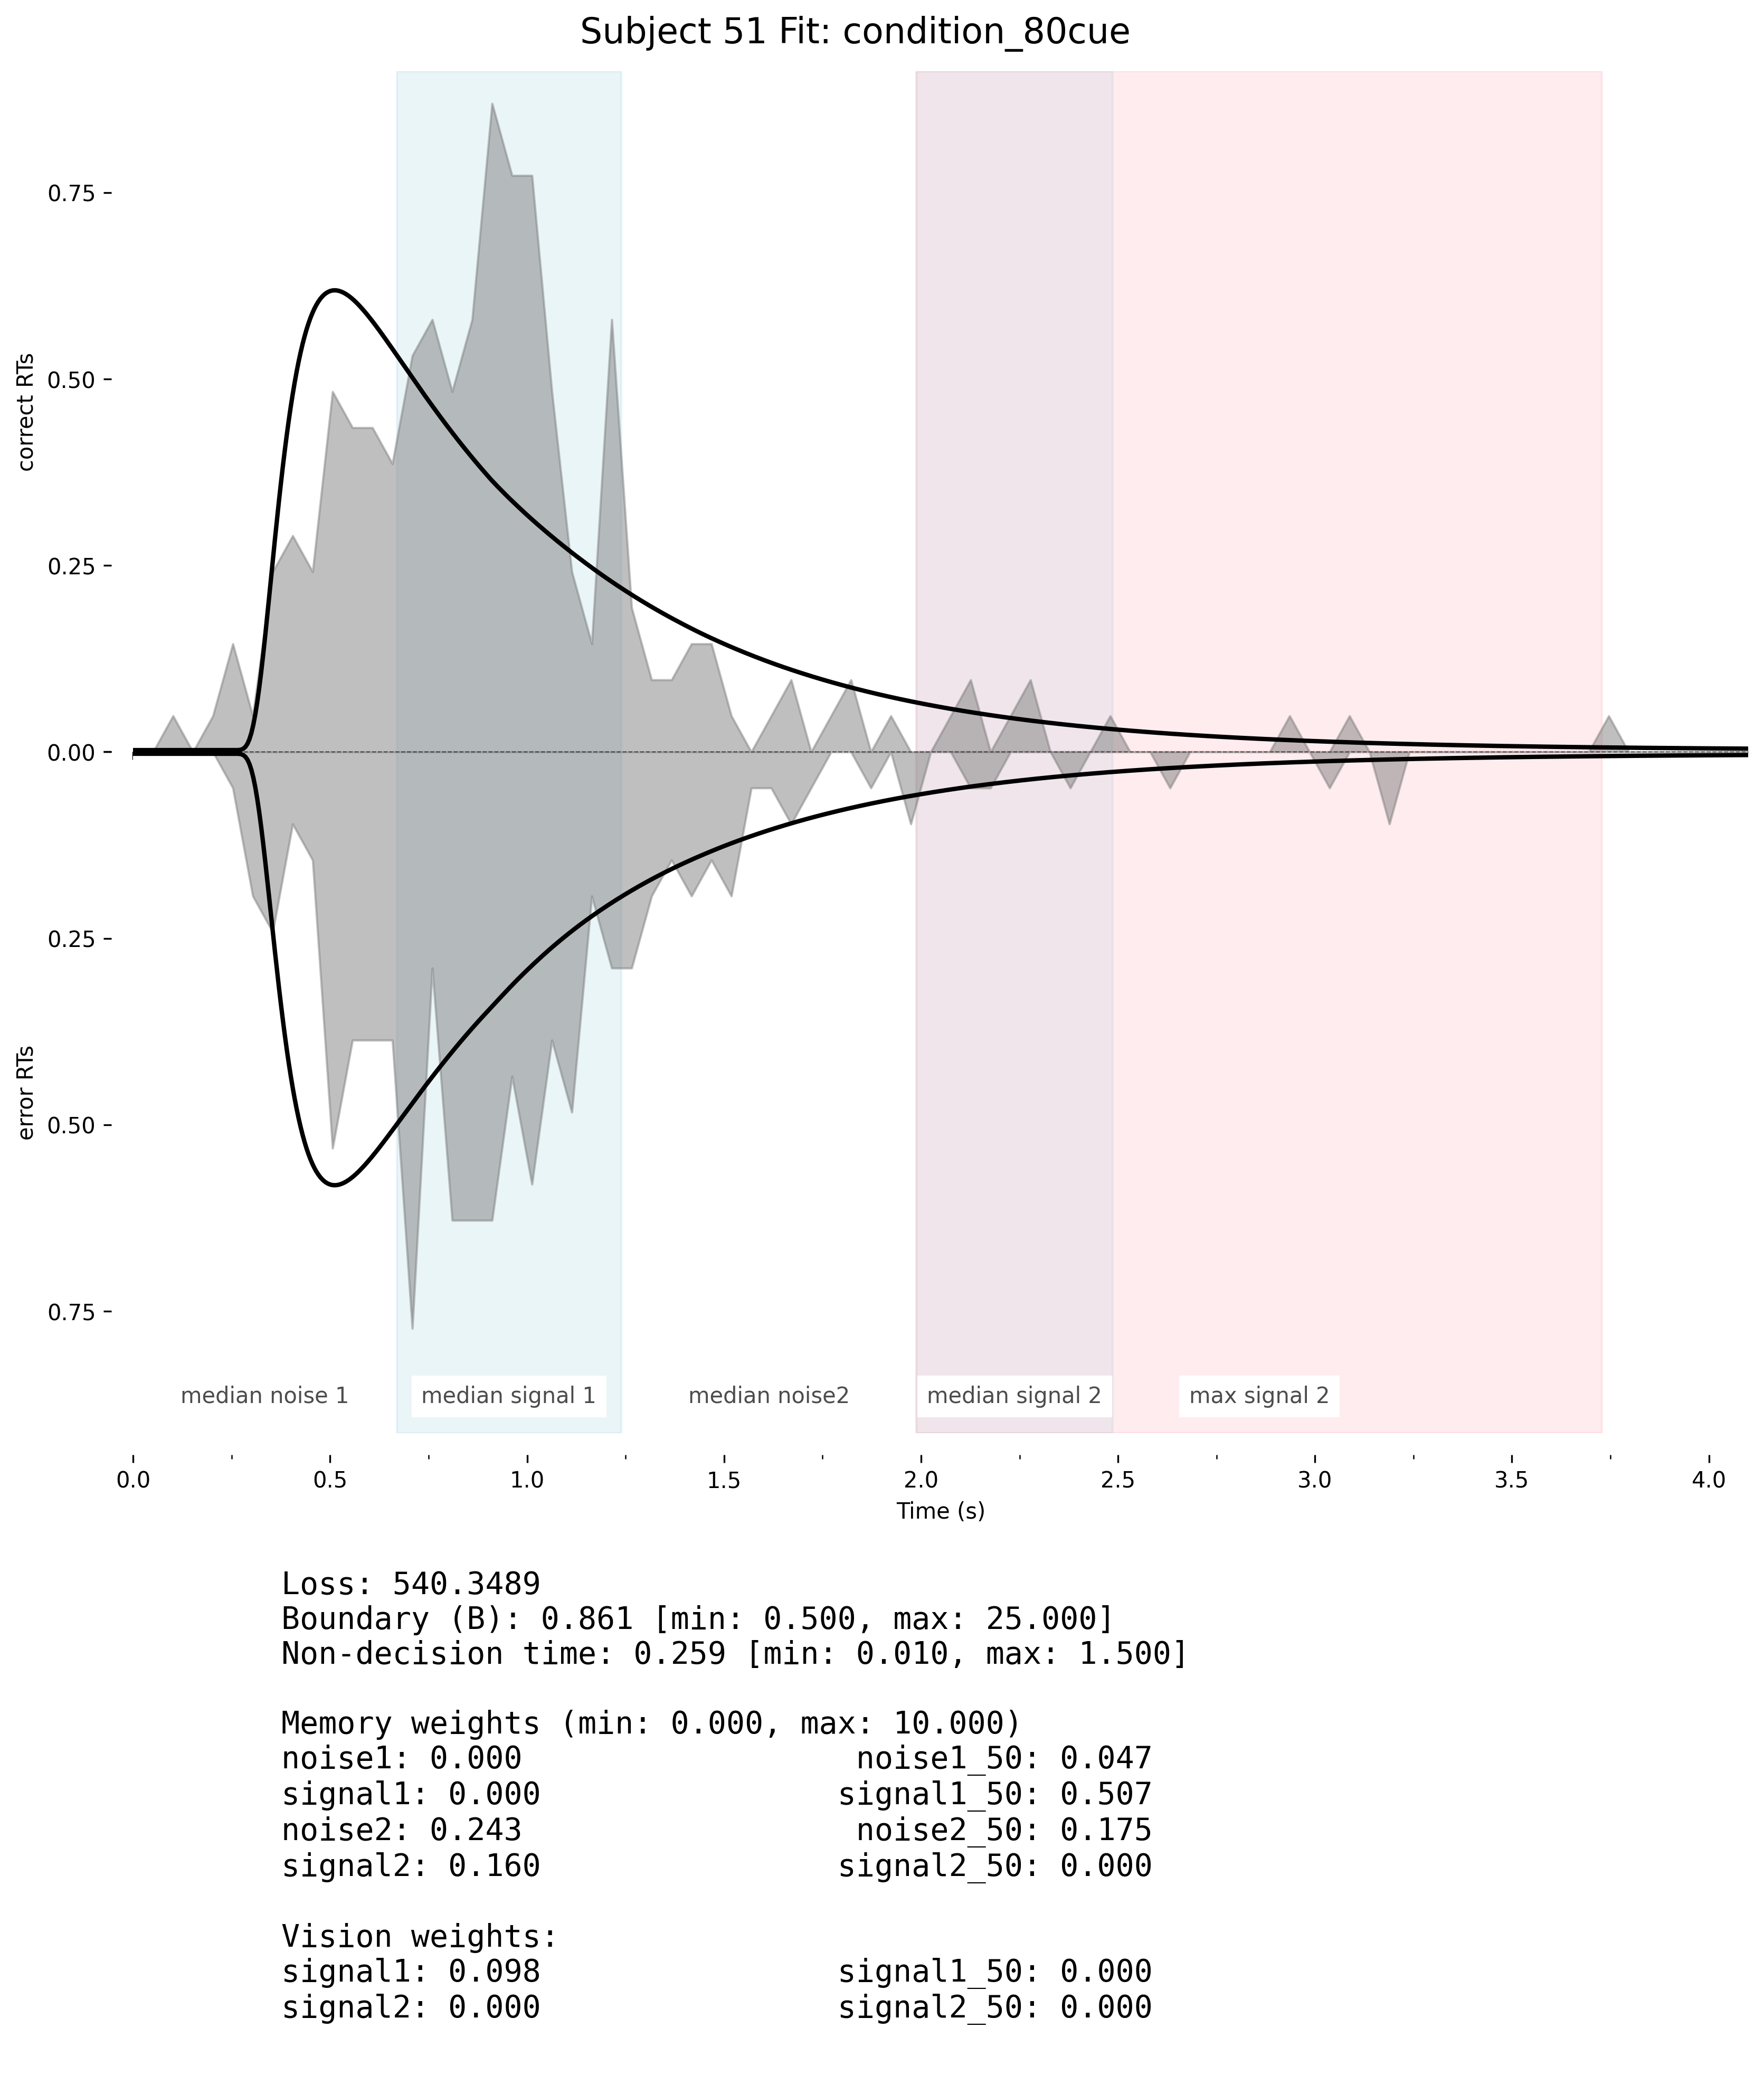 Subject 51 Fit: condition_80cue
correct RTs
error RTs
0.75
0.50
0.25
0.00
0.25
0.50
0.75
median noise 1
median signal 1
median noise2
median signal 2
max signal 2
0.0 0.5 1.0 1.5 2.0 2.5 3.0 3.5 4.0
Time (s)
Loss: 540.3489
Boundary (B): 0.861 [min: 0.500, max: 25.000]
Non-decision time: 0.259 [min: 0.010, max: 1.500]
Memory weights (min: 0.000, max: 10.000)
noise1: 0.000 noise1_50: 0.047
signal1: 0.000 signal1_50: 0.507
noise2: 0.243 noise2_50: 0.175
signal2: 0.160 signal2_50: 0.000
Vision weights:
signal1: 0.098 signal1_50: 0.000
signal2: 0.000 signal2_50: 0.000